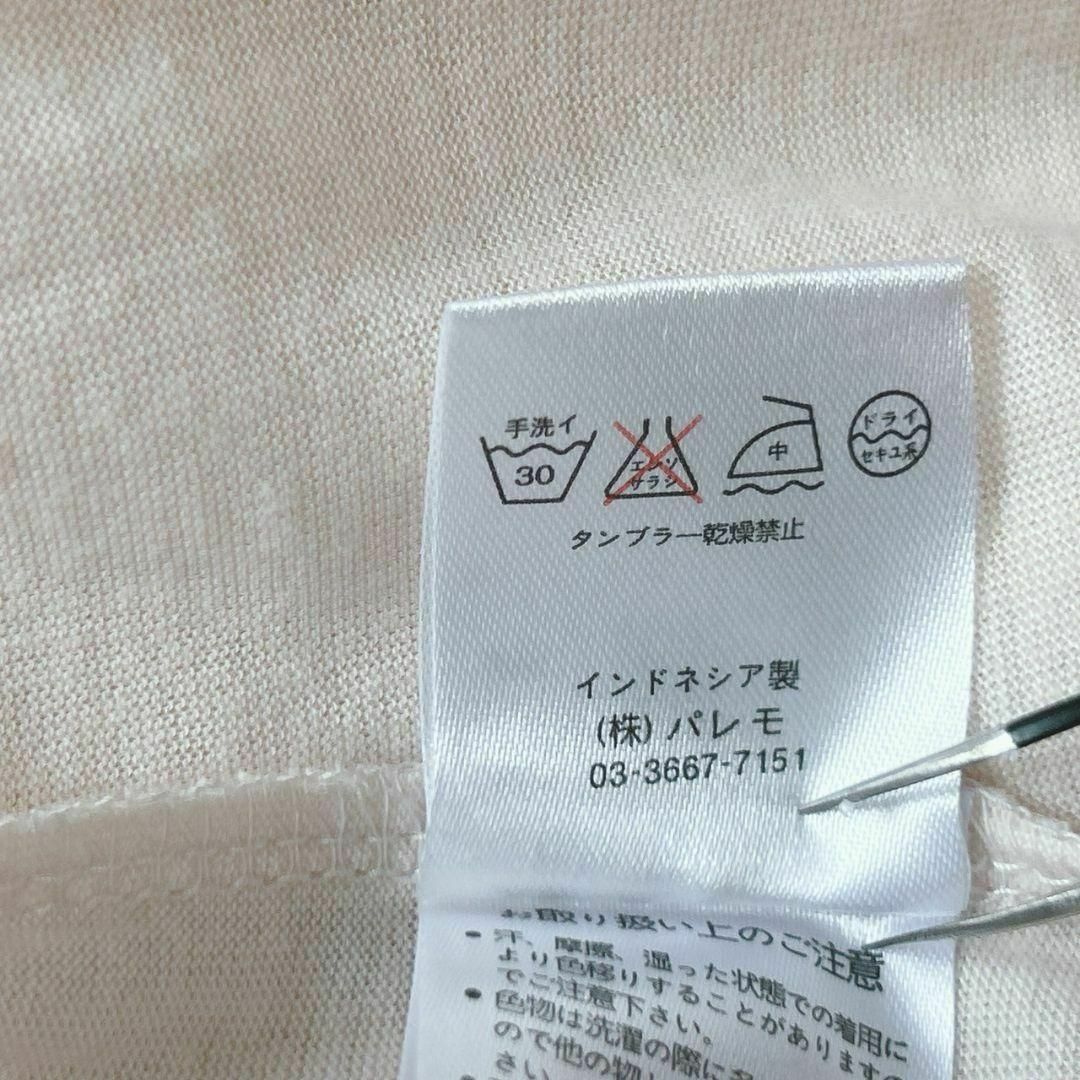 手洗イ
30
エンソ
サラシ
中
ドライ
セキユ系
タンブラー乾燥禁止
インドネシア製
(株)パレモ
03-3667-7151
お取り扱い上のご注意
• 汗、摩擦、湿った状態での着用に
より色移りすることがありますの
でご注意下さい。
• 色物は洗濯の際に
ので他の物
さい